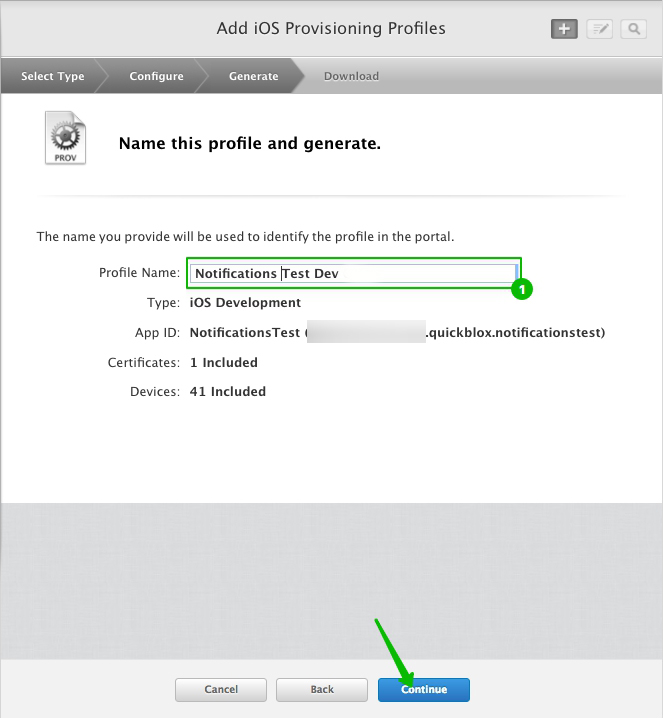 Add iOS Provisioning Profiles
Select Type Configure Generate Download
PROV
Name this profile and generate.
The name you provide will be used to identify the profile in the portal.
Profile Name: Notifications Test Dev
1
Type: iOS Development
App ID: NotificationsTest ( .quickblox.notificationstest)
Certificates: 1 Included
Devices: 41 Included
Cancel Back Continue